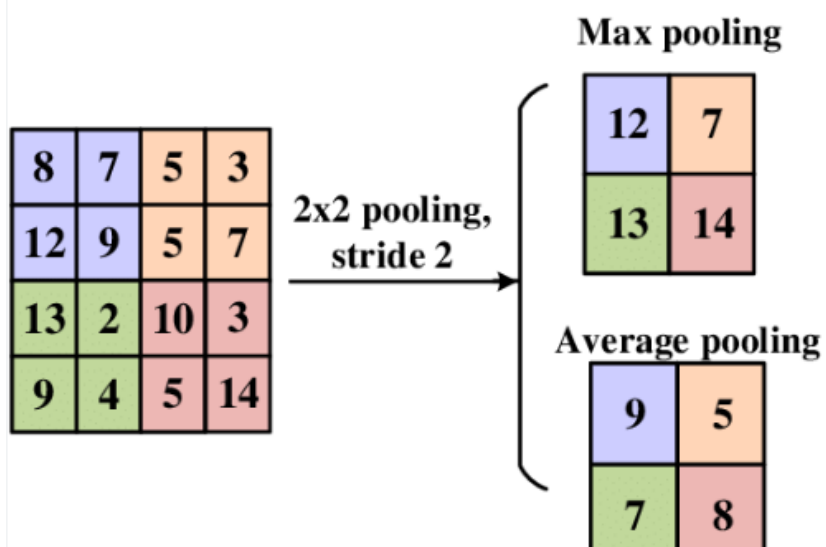 Max pooling
12 7
13 14
8 7 5 3
12 9 5 7
13 2 10 3
9 4 5 14
2x2 pooling,
stride 2
Average pooling
9 5
7 8